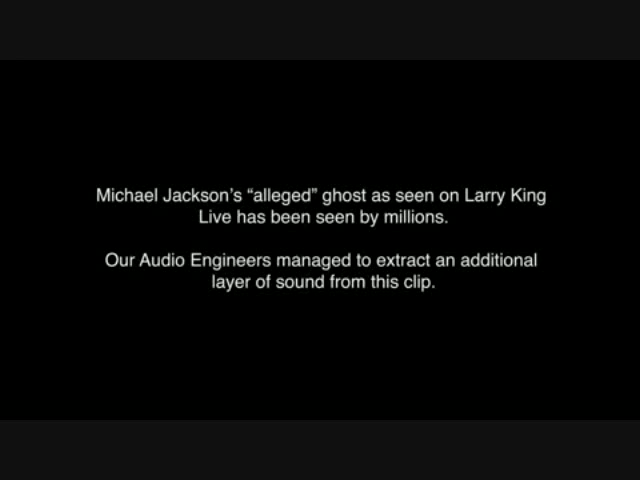 Michael Jackson's “alleged” ghost as seen on Larry King
Live has been seen by millions.
Our Audio Engineers managed to extract an additional
layer of sound from this clip.